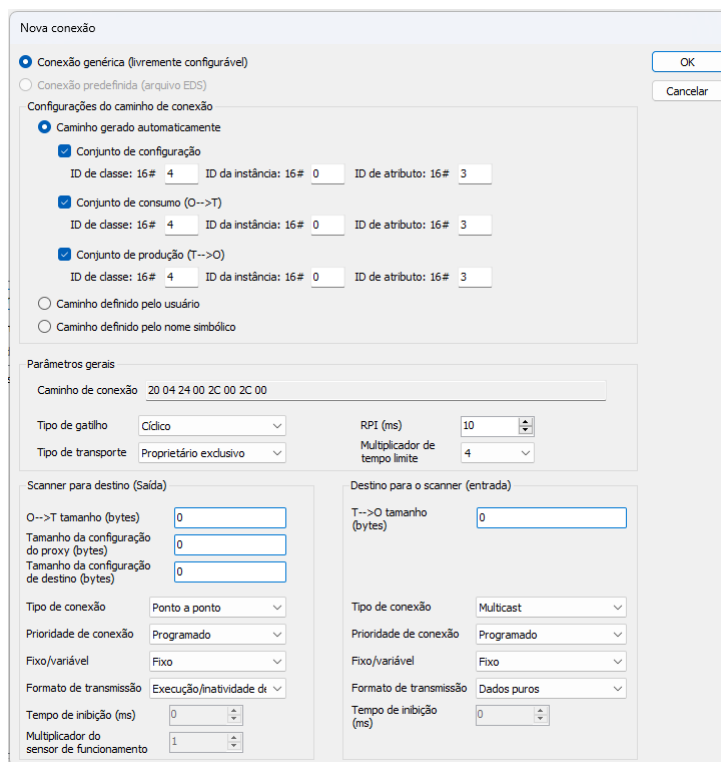 Nova conexão
Conexão genérica (livremente configurável)
OK
Conexão predefinida (arquivo EDS)
Cancelar
Configurações do caminho de conexão
Caminho gerado automaticamente
Conjunto de configuração
ID de classe: 16# 4 ID da instância: 16# 0 ID de atributo: 16# 3
Conjunto de consumo (O-->T)
ID de classe: 16# 4 ID da instância: 16# 0 ID de atributo: 16# 3
Conjunto de produção (T-->O)
ID de classe: 16# 4 ID da instância: 16# 0 ID de atributo: 16# 3
Caminho definido pelo usuário
Caminho definido pelo nome simbólico
Parâmetros gerais
Caminho de conexão 20 04 24 00 2C 00 2C 00
Tipo de gatilho Cíclico RPI (ms) 10
Tipo de transporte Proprietário exclusivo Multiplicador de
tempo limite 4
Scanner para destino (Saída)
O-->T tamanho (bytes) 0
Tamanho da configuração
do proxy (bytes) 0
Tamanho da configuração
de destino (bytes) 0
Tipo de conexão Ponto a ponto
Prioridade de conexão Programado
Fixo/variável Fixo
Formato de transmissão Execução/inatividade de
Tempo de inibição (ms) 0
Multiplicador do
sensor de funcionamento 1
Destino para o scanner (entrada)
T-->O tamanho
(bytes) 0
Tipo de conexão Multicast
Prioridade de conexão Programado
Fixo/variável Fixo
Formato de transmissão Dados puros
Tempo de inibição
(ms) 0